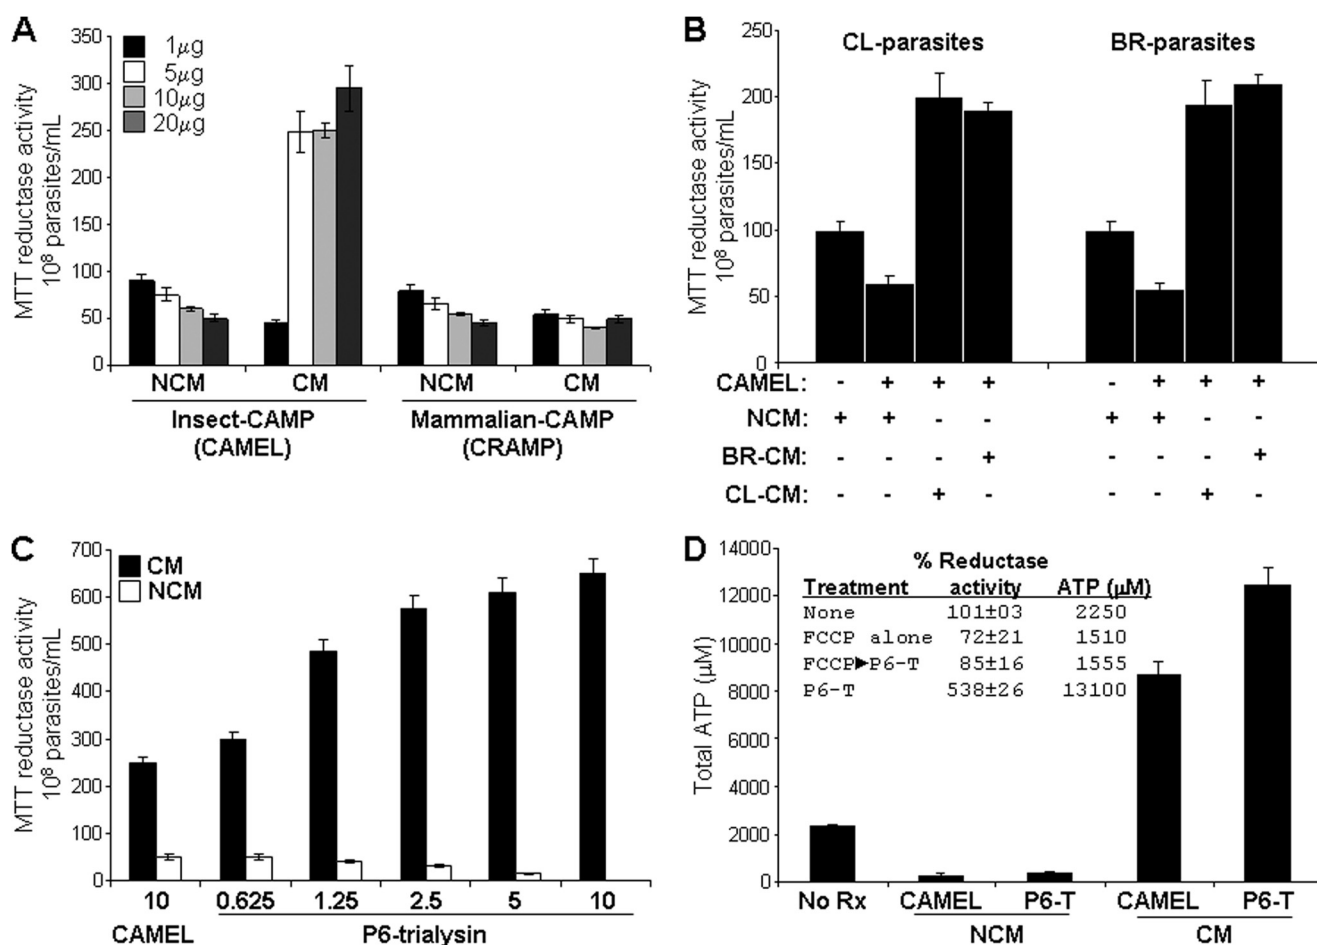 A
MTT reductase activity
10⁸ parasites/mL
350
300
250
200
150
100
50
0
1µg
5µg
10µg
20µg
NCM CM NCM CM
Insect-CAMP Mammalian-CAMP
(CAMEL) (CRAMP)
B
MTT reductase activity
10⁸ parasites/mL
250
200
150
100
50
0
CL-parasites BR-parasites
CAMEL: - + + + - + + +
NCM: + + - - + + - -
BR-CM: - - - + - - - +
CL-CM: - - + - - - + -
C
MTT reductase activity
10⁸ parasites/mL
700
600
500
400
300
200
100
0
CM
NCM
10 0.625 1.25 2.5 5 10
CAMEL P6-trialysin
D
Total ATP (µM)
14000
12000
10000
8000
6000
4000
2000
0
% Reductase
Treatment activity ATP (µM)
None 101±03 2250
FCCP alone 72±21 1510
FCCP▶P6-T 85±16 1555
P6-T 538±26 13100
No Rx CAMEL P6-T CAMEL P6-T
NCM CM